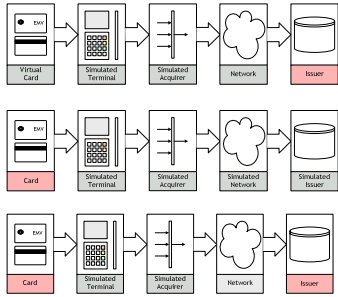 EMV
Virtual
Card
Simulated
Terminal
Simulated
Acquirer
Network
Issuer
EMV
Card
Simulated
Terminal
Simulated
Acquirer
Simulated
Network
Simulated
Issuer
EMV
Card
Simulated
Terminal
Simulated
Acquirer
Network
Issuer